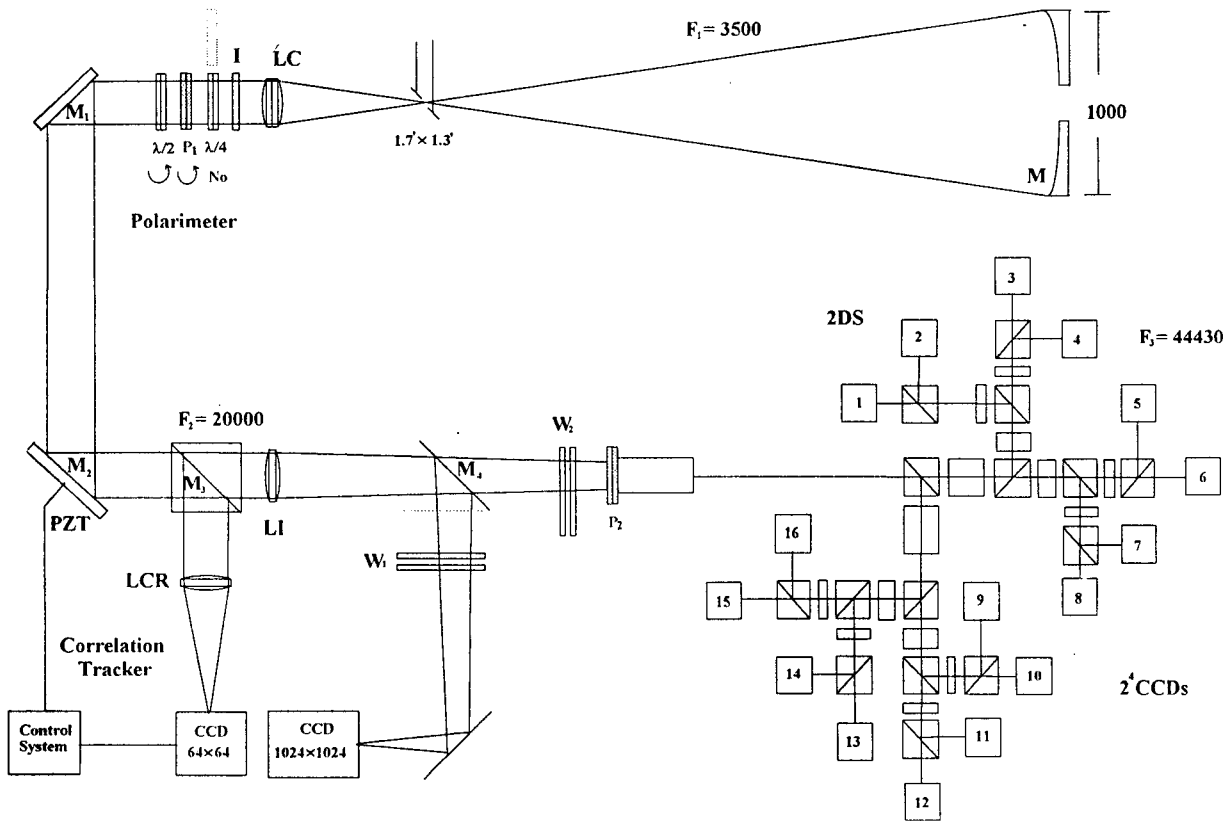 F₁= 3500
I
LC
M₁
λ/2 P₁ λ/4
No
1.7'× 1.3'
M
1000
Polarimeter
3
2DS
2
4
F₃= 44430
1
5
F₂= 20000
W₂
M₂
M₃
M₄
6
PZT
LI
P₂
16
7
W₁
LCR
15
8
9
Correlation
Tracker
14
10
2⁴CCDs
Control
System
CCD
64×64
CCD
1024×1024
13
11
12